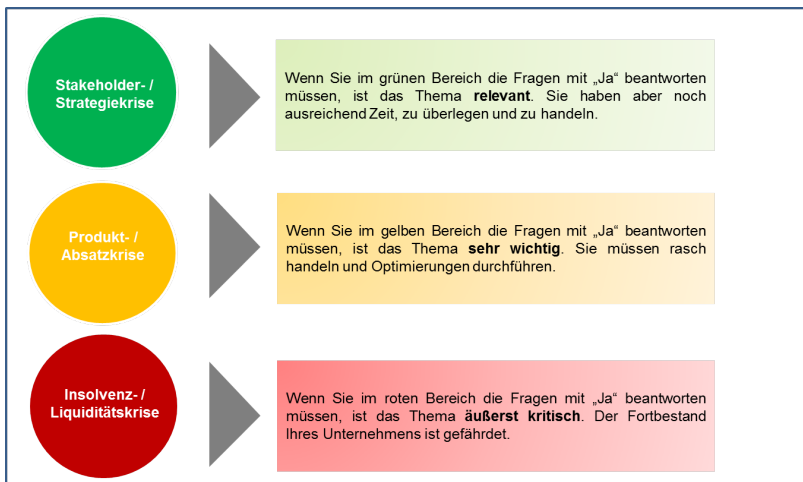 Stakeholder- /
Strategiekrise
Wenn Sie im grünen Bereich die Fragen mit „Ja“ beantworten
müssen, ist das Thema relevant. Sie haben aber noch
ausreichend Zeit, zu überlegen und zu handeln.
Produkt- /
Absatzkrise
Wenn Sie im gelben Bereich die Fragen mit „Ja“ beantworten
müssen, ist das Thema sehr wichtig. Sie müssen rasch
handeln und Optimierungen durchführen.
Insolvenz- /
Liquiditätskrise
Wenn Sie im roten Bereich die Fragen mit „Ja“ beantworten
müssen, ist das Thema äußerst kritisch. Der Fortbestand
Ihres Unternehmens ist gefährdet.